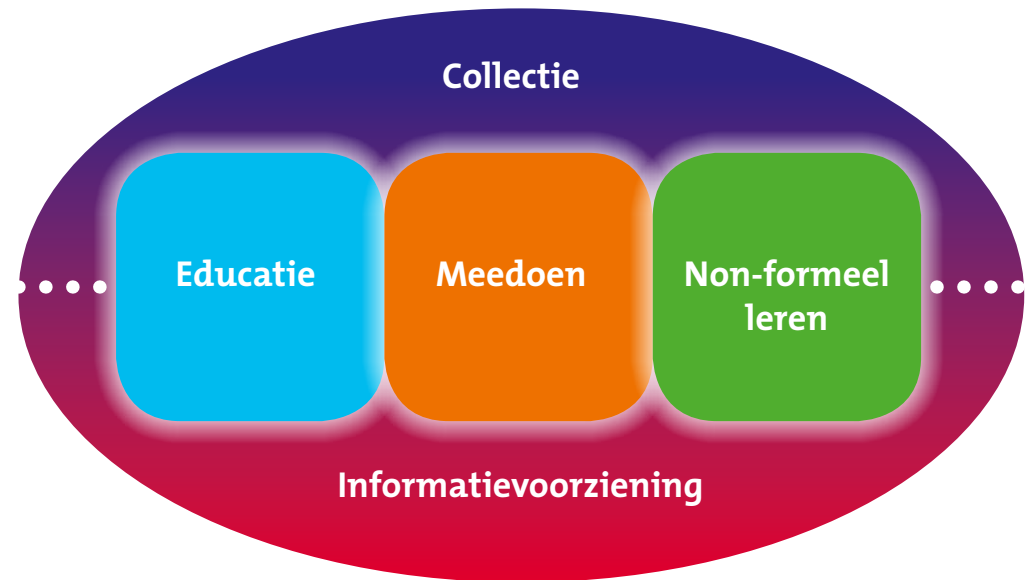 Collectie
Educatie
Meedoen
Non-formeel
leren
Informatievoorziening